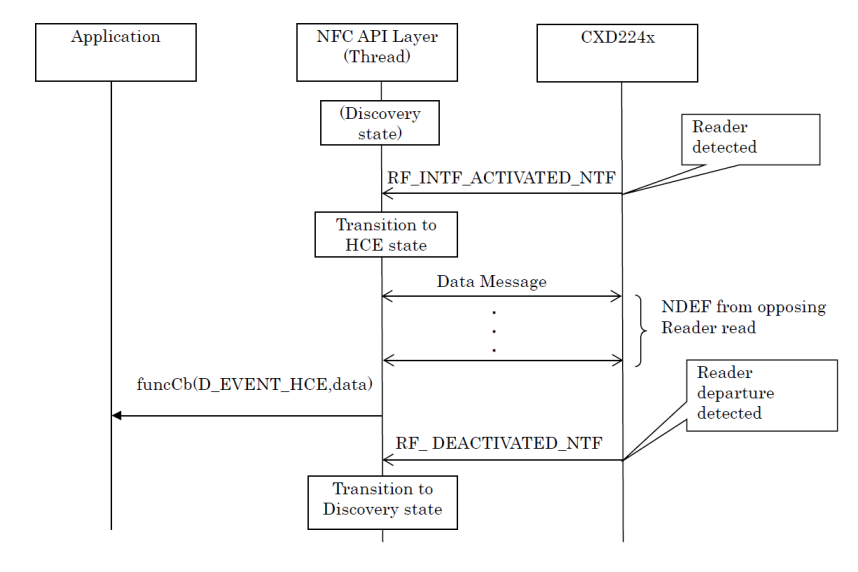 Application
NFC API Layer
(Thread)
CXD224x
(Discovery
state)
Reader
detected
RF_INTF_ACTIVATED_NTF
Transition to
HCE state
Data Message
NDEF from opposing
Reader read
funcCb(D_EVENT_HCE,data)
Reader
departure
detected
RF_ DEACTIVATED_NTF
Transition to
Discovery state